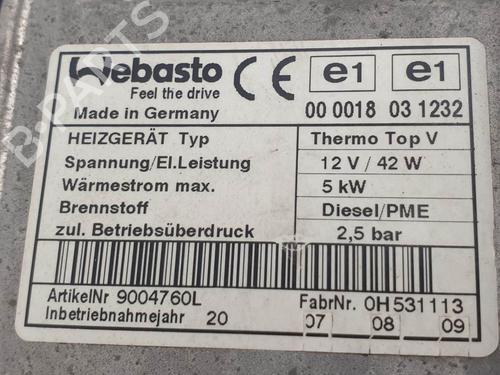 Webasto CE e1 e1
Feel the drive
Made in Germany 00 0018 03 1232
HEIZGERÄT Typ Thermo Top V
Spannung/El.Leistung 12 V / 42 W
Wärmestrom max. 5 kW
Brennstoff Diesel/PME
zul. Betriebsüberdruck 2,5 bar
ArtikelNr 9004760L FabrNr. 0H531113
Inbetriebnahmejahr 20 07 08 09
B-PARTS